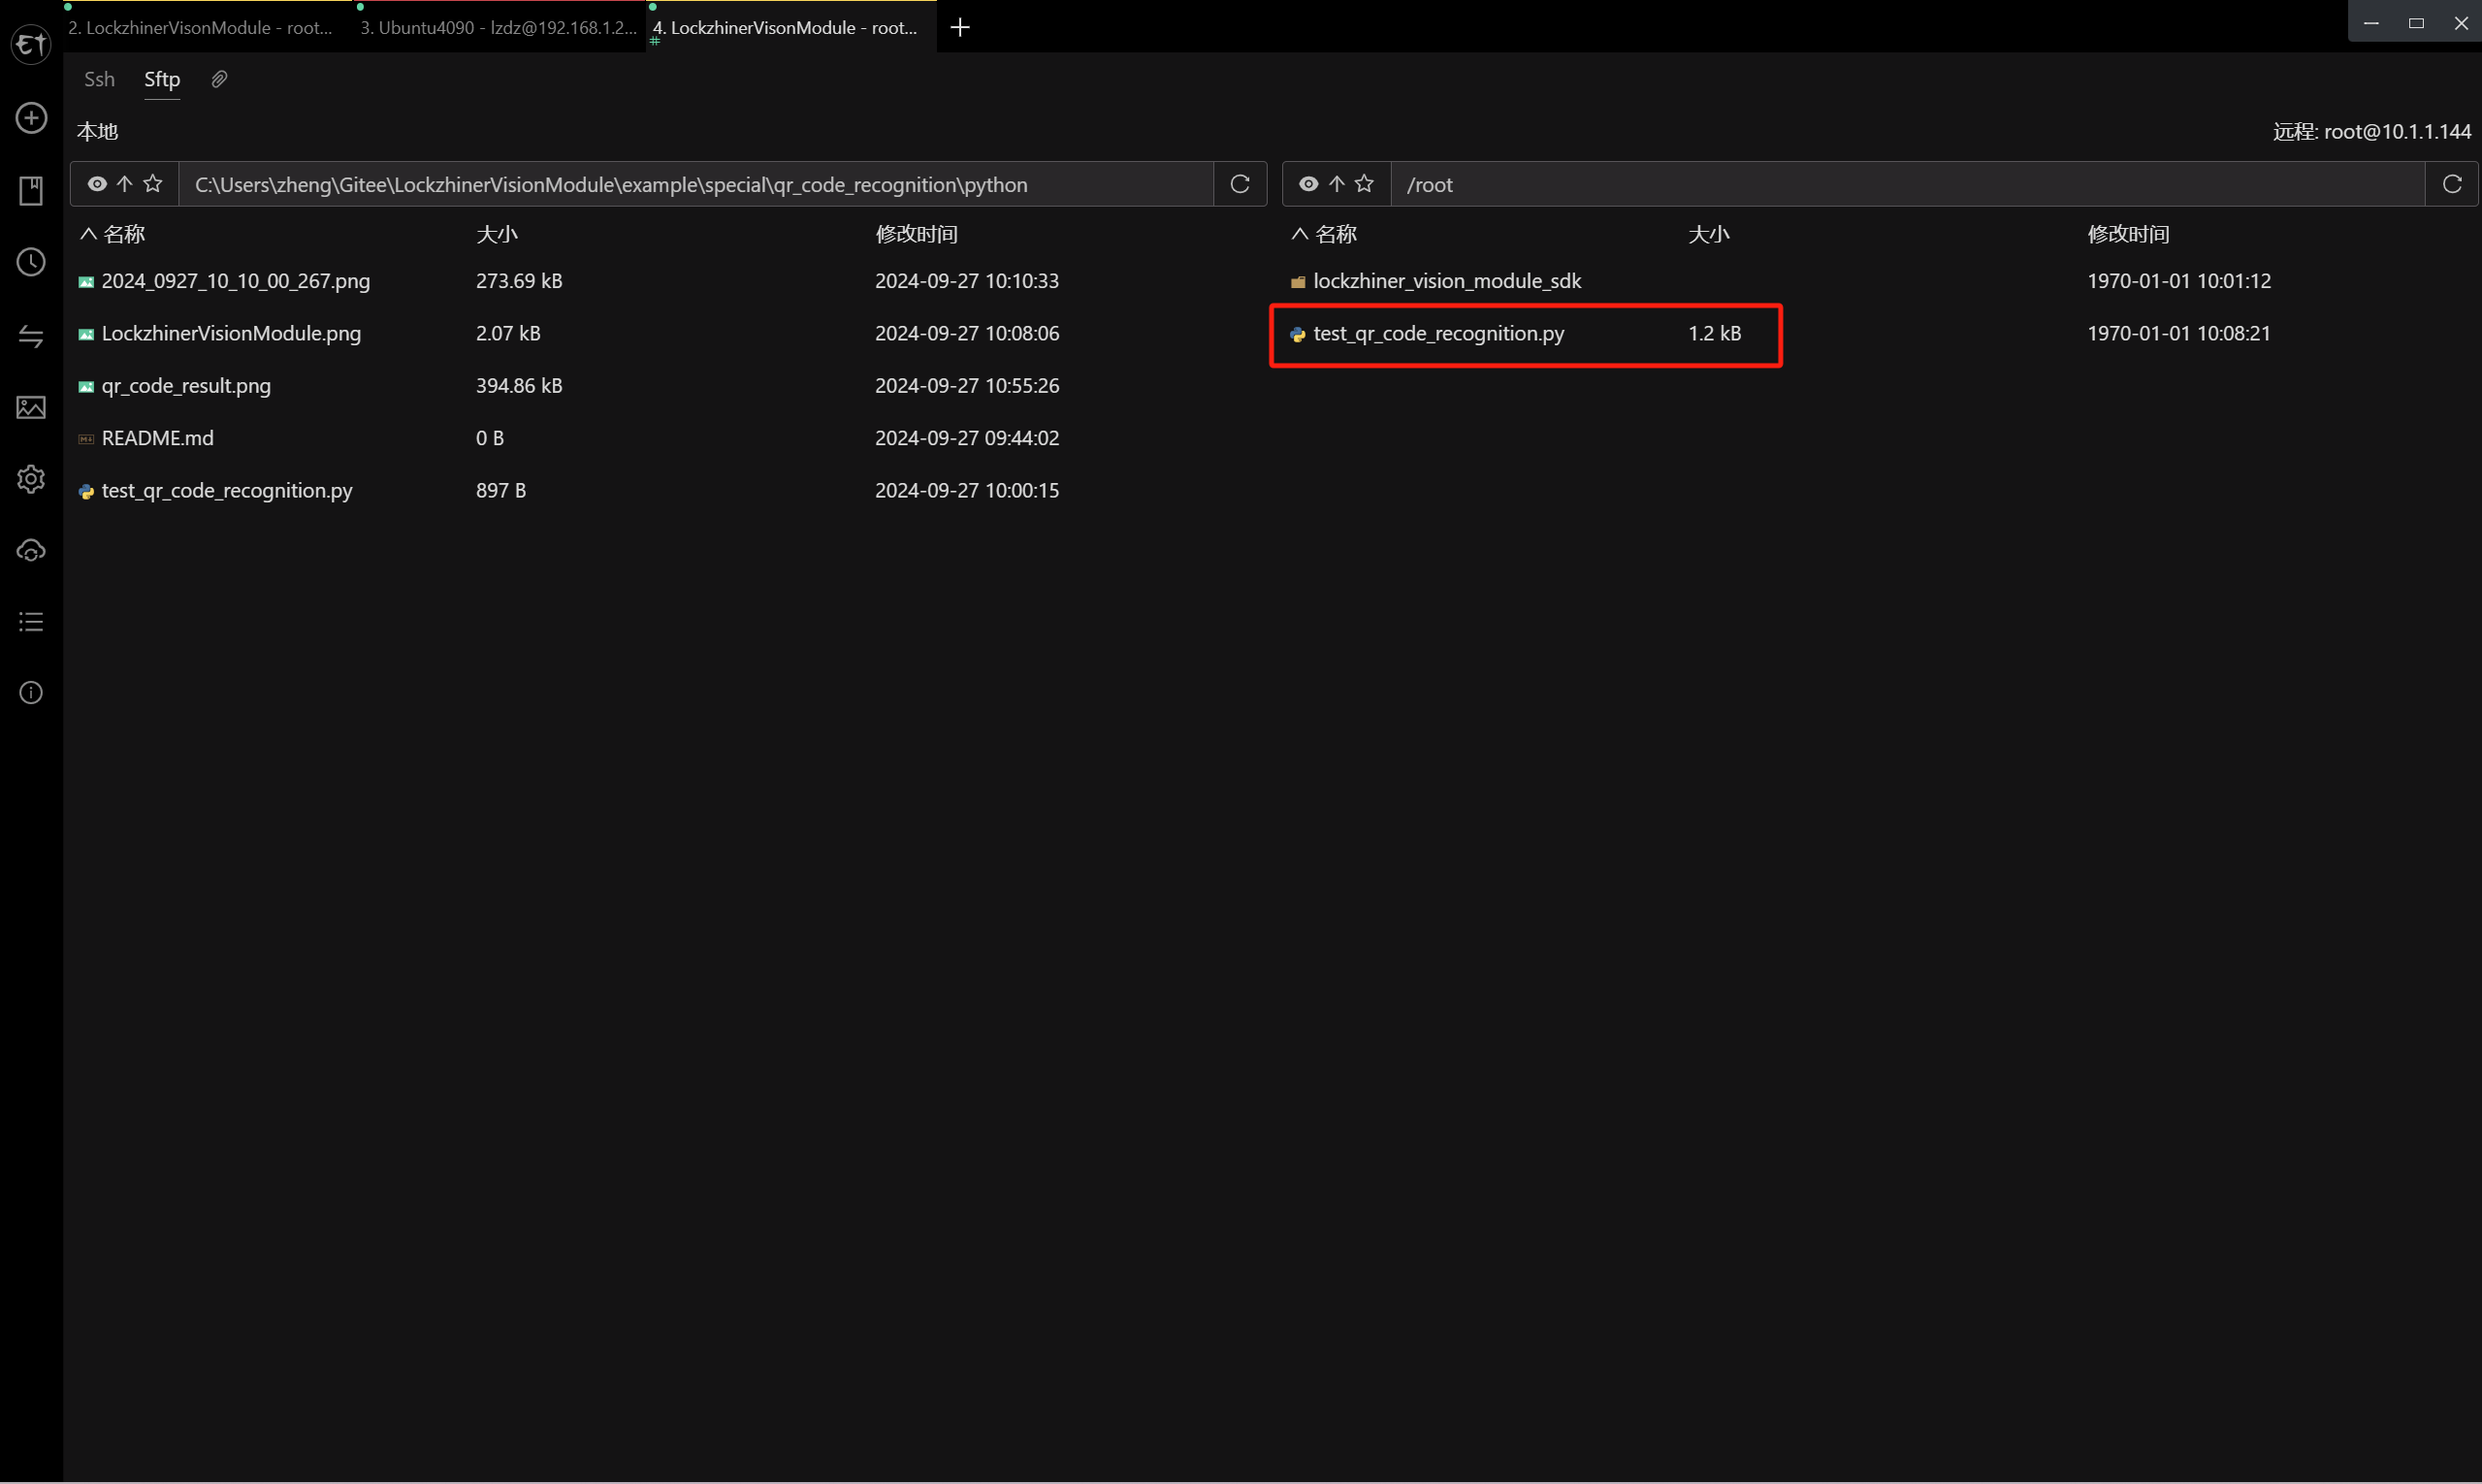 2. LockzhinerVisonModule - root... 3. Ubuntu4090 - lzdz@192.168.1.2... 4. LockzhinerVisonModule - root...
#
Ssh Sftp
本地 远程: root@10.1.1.144
C:\Users\zheng\Gitee\LockzhinerVisionModule\example\special\qr_code_recognition\python /root
名称 大小 修改时间 名称 大小 修改时间
2024_0927_10_10_00_267.png 273.69 kB 2024-09-27 10:10:33 lockzhiner_vision_module_sdk 1970-01-01 10:01:12
LockzhinerVisionModule.png 2.07 kB 2024-09-27 10:08:06 test_qr_code_recognition.py 1.2 kB 1970-01-01 10:08:21
qr_code_result.png 394.86 kB 2024-09-27 10:55:26
README.md 0 B 2024-09-27 09:44:02
test_qr_code_recognition.py 897 B 2024-09-27 10:00:15